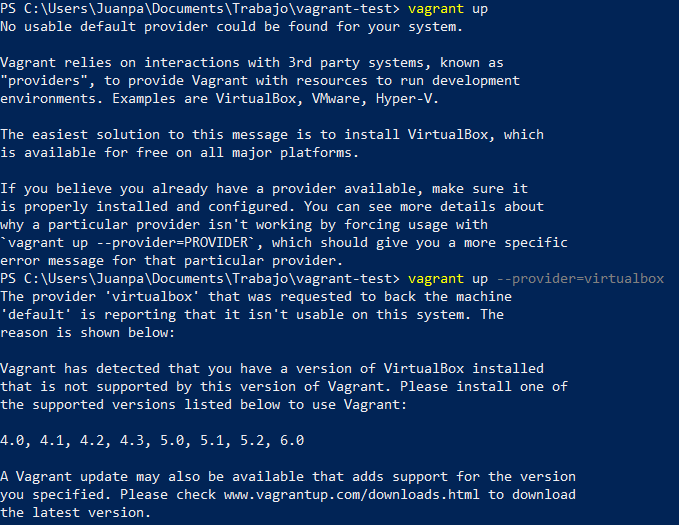 PS C:\Users\Juanpa\Documents\Trabajo\vagrant-test> vagrant up
No usable default provider could be found for your system.
Vagrant relies on interactions with 3rd party systems, known as
"providers", to provide Vagrant with resources to run development
environments. Examples are VirtualBox, VMware, Hyper-V.
The easiest solution to this message is to install VirtualBox, which
is available for free on all major platforms.
If you believe you already have a provider available, make sure it
is properly installed and configured. You can see more details about
why a particular provider isn't working by forcing usage with
`vagrant up --provider=PROVIDER`, which should give you a more specific
error message for that particular provider.
PS C:\Users\Juanpa\Documents\Trabajo\vagrant-test> vagrant up --provider=virtualbox
The provider 'virtualbox' that was requested to back the machine
'default' is reporting that it isn't usable on this system. The
reason is shown below:
Vagrant has detected that you have a version of VirtualBox installed
that is not supported by this version of Vagrant. Please install one of
the supported versions listed below to use Vagrant:
4.0, 4.1, 4.2, 4.3, 5.0, 5.1, 5.2, 6.0
A Vagrant update may also be available that adds support for the version
you specified. Please check www.vagrantup.com/downloads.html to download
the latest version.